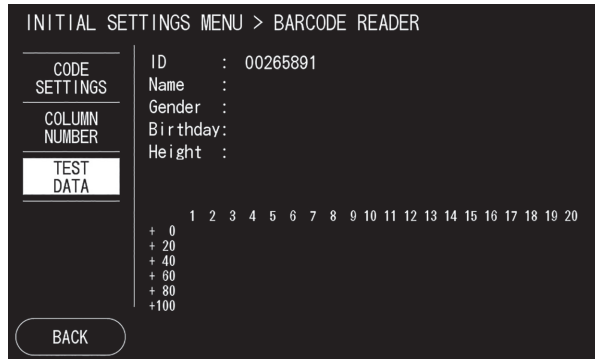 INITIAL SETTINGS MENU > BARCODE READER
CODE
SETTINGS
COLUMN
NUMBER
TEST
DATA
ID : 00265891
Name :
Gender :
Birthday:
Height :
1 2 3 4 5 6 7 8 9 10 11 12 13 14 15 16 17 18 19 20
+ 0
+ 20
+ 40
+ 60
+ 80
+100
BACK